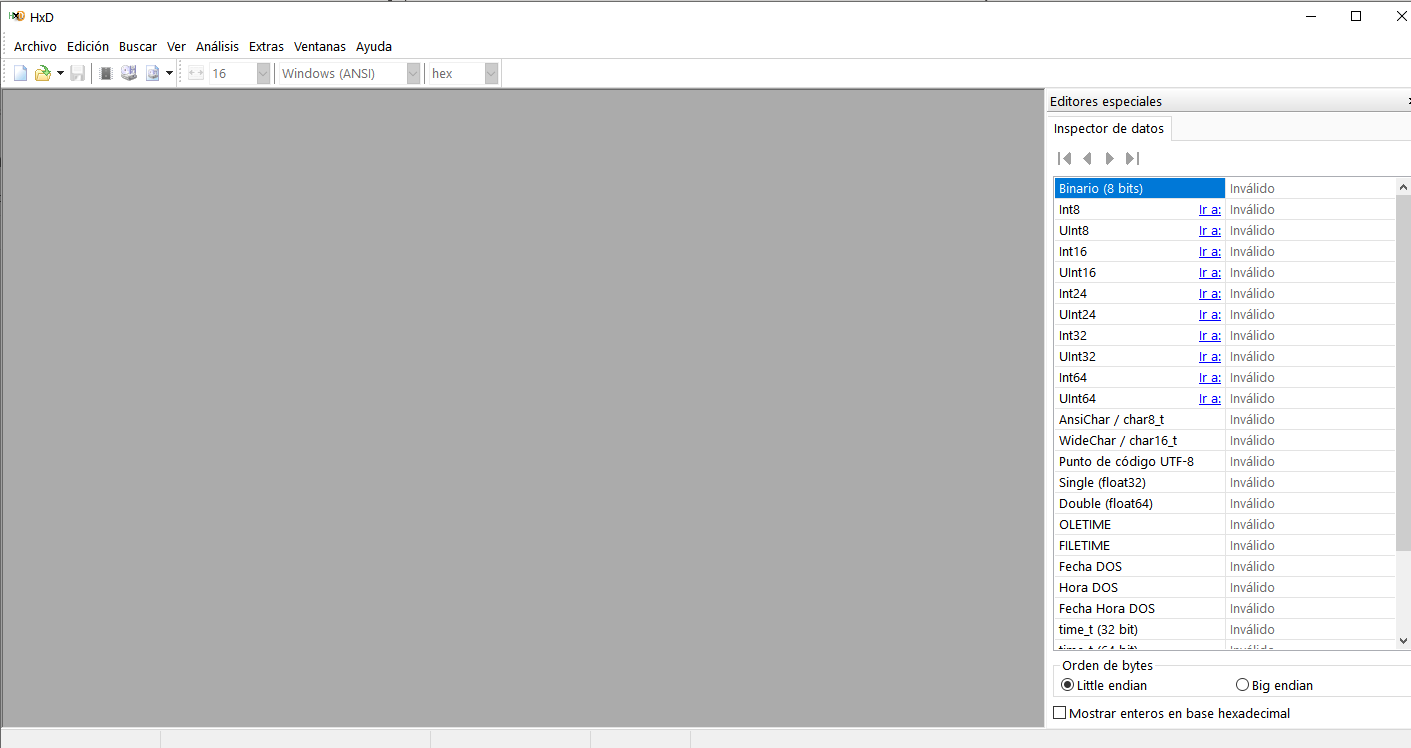 HxD
Archivo Edición Buscar Ver Análisis Extras Ventanas Ayuda
16 Windows (ANSI) hex
Editores especiales
Inspector de datos
Binario (8 bits) Inválido
Int8 Ir a: Inválido
UInt8 Ir a: Inválido
Int16 Ir a: Inválido
UInt16 Ir a: Inválido
Int24 Ir a: Inválido
UInt24 Ir a: Inválido
Int32 Ir a: Inválido
UInt32 Ir a: Inválido
Int64 Ir a: Inválido
UInt64 Ir a: Inválido
AnsiChar / char8_t Inválido
WideChar / char16_t Inválido
Punto de código UTF-8 Inválido
Single (float32) Inválido
Double (float64) Inválido
OLETIME Inválido
FILETIME Inválido
Fecha DOS Inválido
Hora DOS Inválido
Fecha Hora DOS Inválido
time_t (32 bit) Inválido
time_t (64 bit) Inválido
Orden de bytes
Little endian Big endian
Mostrar enteros en base hexadecimal